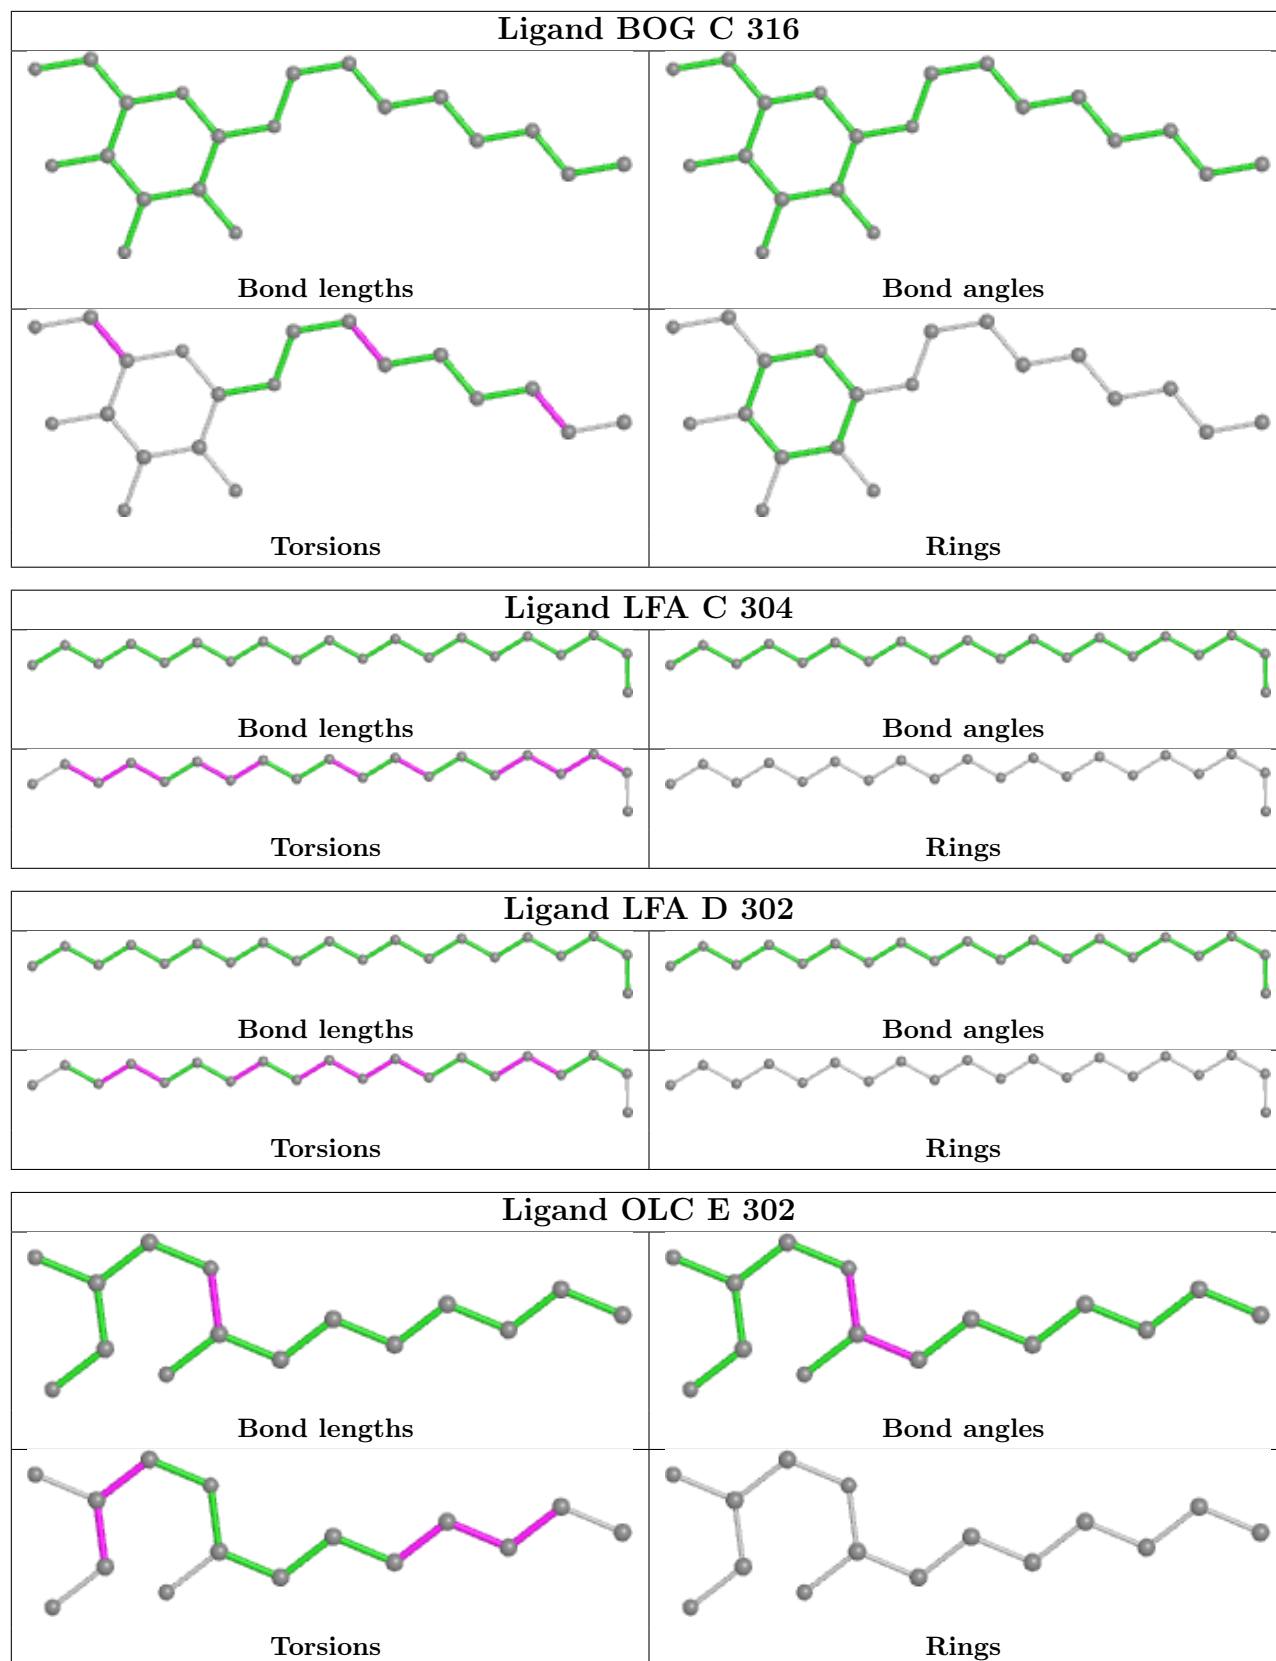 Ligand BOG C 316
Bond lengths
Bond angles
Torsions
Rings
Ligand LFA C 304
Bond lengths
Bond angles
Torsions
Rings
Ligand LFA D 302
Bond lengths
Bond angles
Torsions
Rings
Ligand OLC E 302
Bond lengths
Bond angles
Torsions
Rings